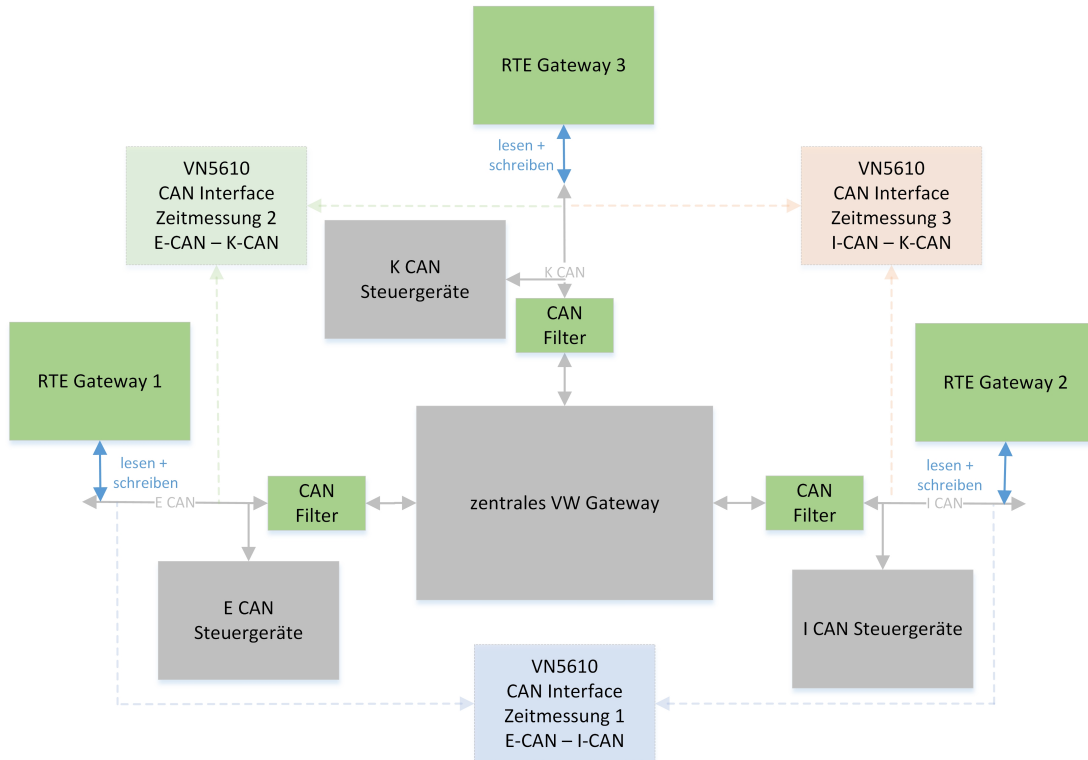 RTE Gateway 3
lesen +
schreiben
VN5610
CAN Interface
Zeitmessung 2
E-CAN – K-CAN
VN5610
CAN Interface
Zeitmessung 3
I-CAN – K-CAN
K CAN
Steuergeräte
K CAN
CAN
Filter
RTE Gateway 1
RTE Gateway 2
lesen +
schreiben
E CAN
CAN
Filter
zentrales VW Gateway
CAN
Filter
lesen +
schreiben
I CAN
E CAN
Steuergeräte
I CAN Steuergeräte
VN5610
CAN Interface
Zeitmessung 1
E-CAN – I-CAN